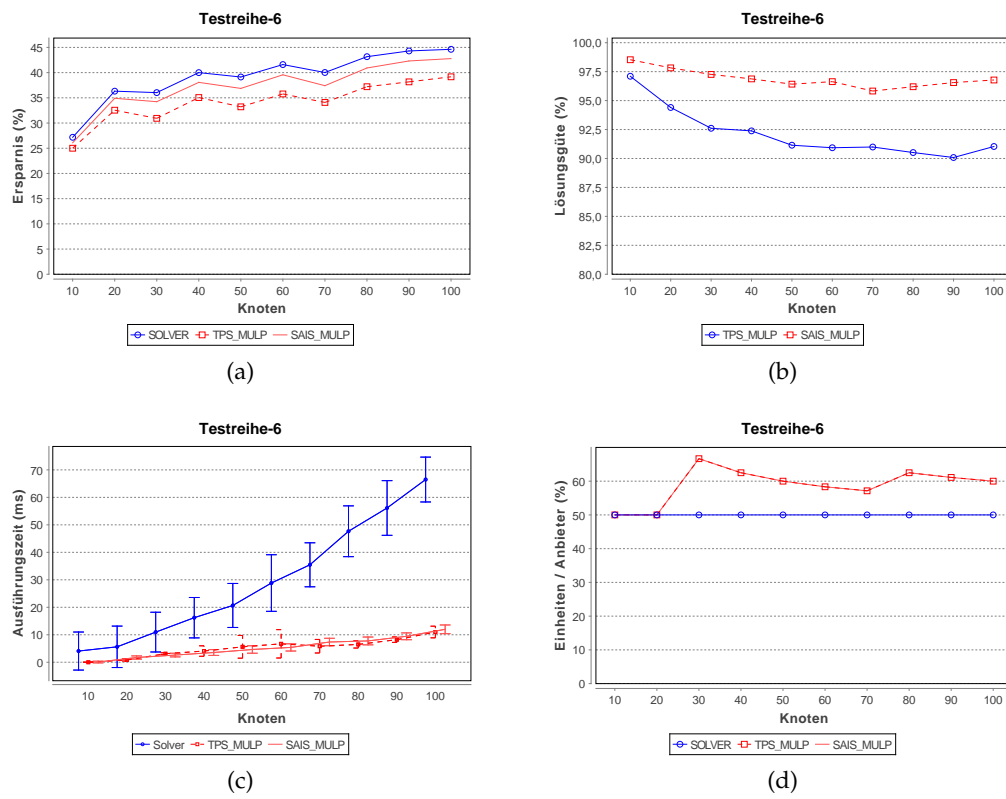 Testreihe-6
Ersparnis (%)
45
40
35
30
25
20
15
10
5
0
10 20 30 40 50 60 70 80 90 100
Knoten
SOLVER TPS_MULP SAIS_MULP
(a)
Testreihe-6
Lösungsgüte (%)
100,0
97,5
95,0
92,5
90,0
87,5
85,0
82,5
80,0
10 20 30 40 50 60 70 80 90 100
Knoten
TPS_MULP SAIS_MULP
(b)
Testreihe-6
Ausführungszeit (ms)
70
60
50
40
30
20
10
0
10 20 30 40 50 60 70 80 90 100
Knoten
Solver TPS_MULP SAIS_MULP
(c)
Testreihe-6
Einheiten / Anbieter (%)
60
50
40
30
20
10
0
10 20 30 40 50 60 70 80 90 100
Knoten
SOLVER TPS_MULP SAIS_MULP
(d)